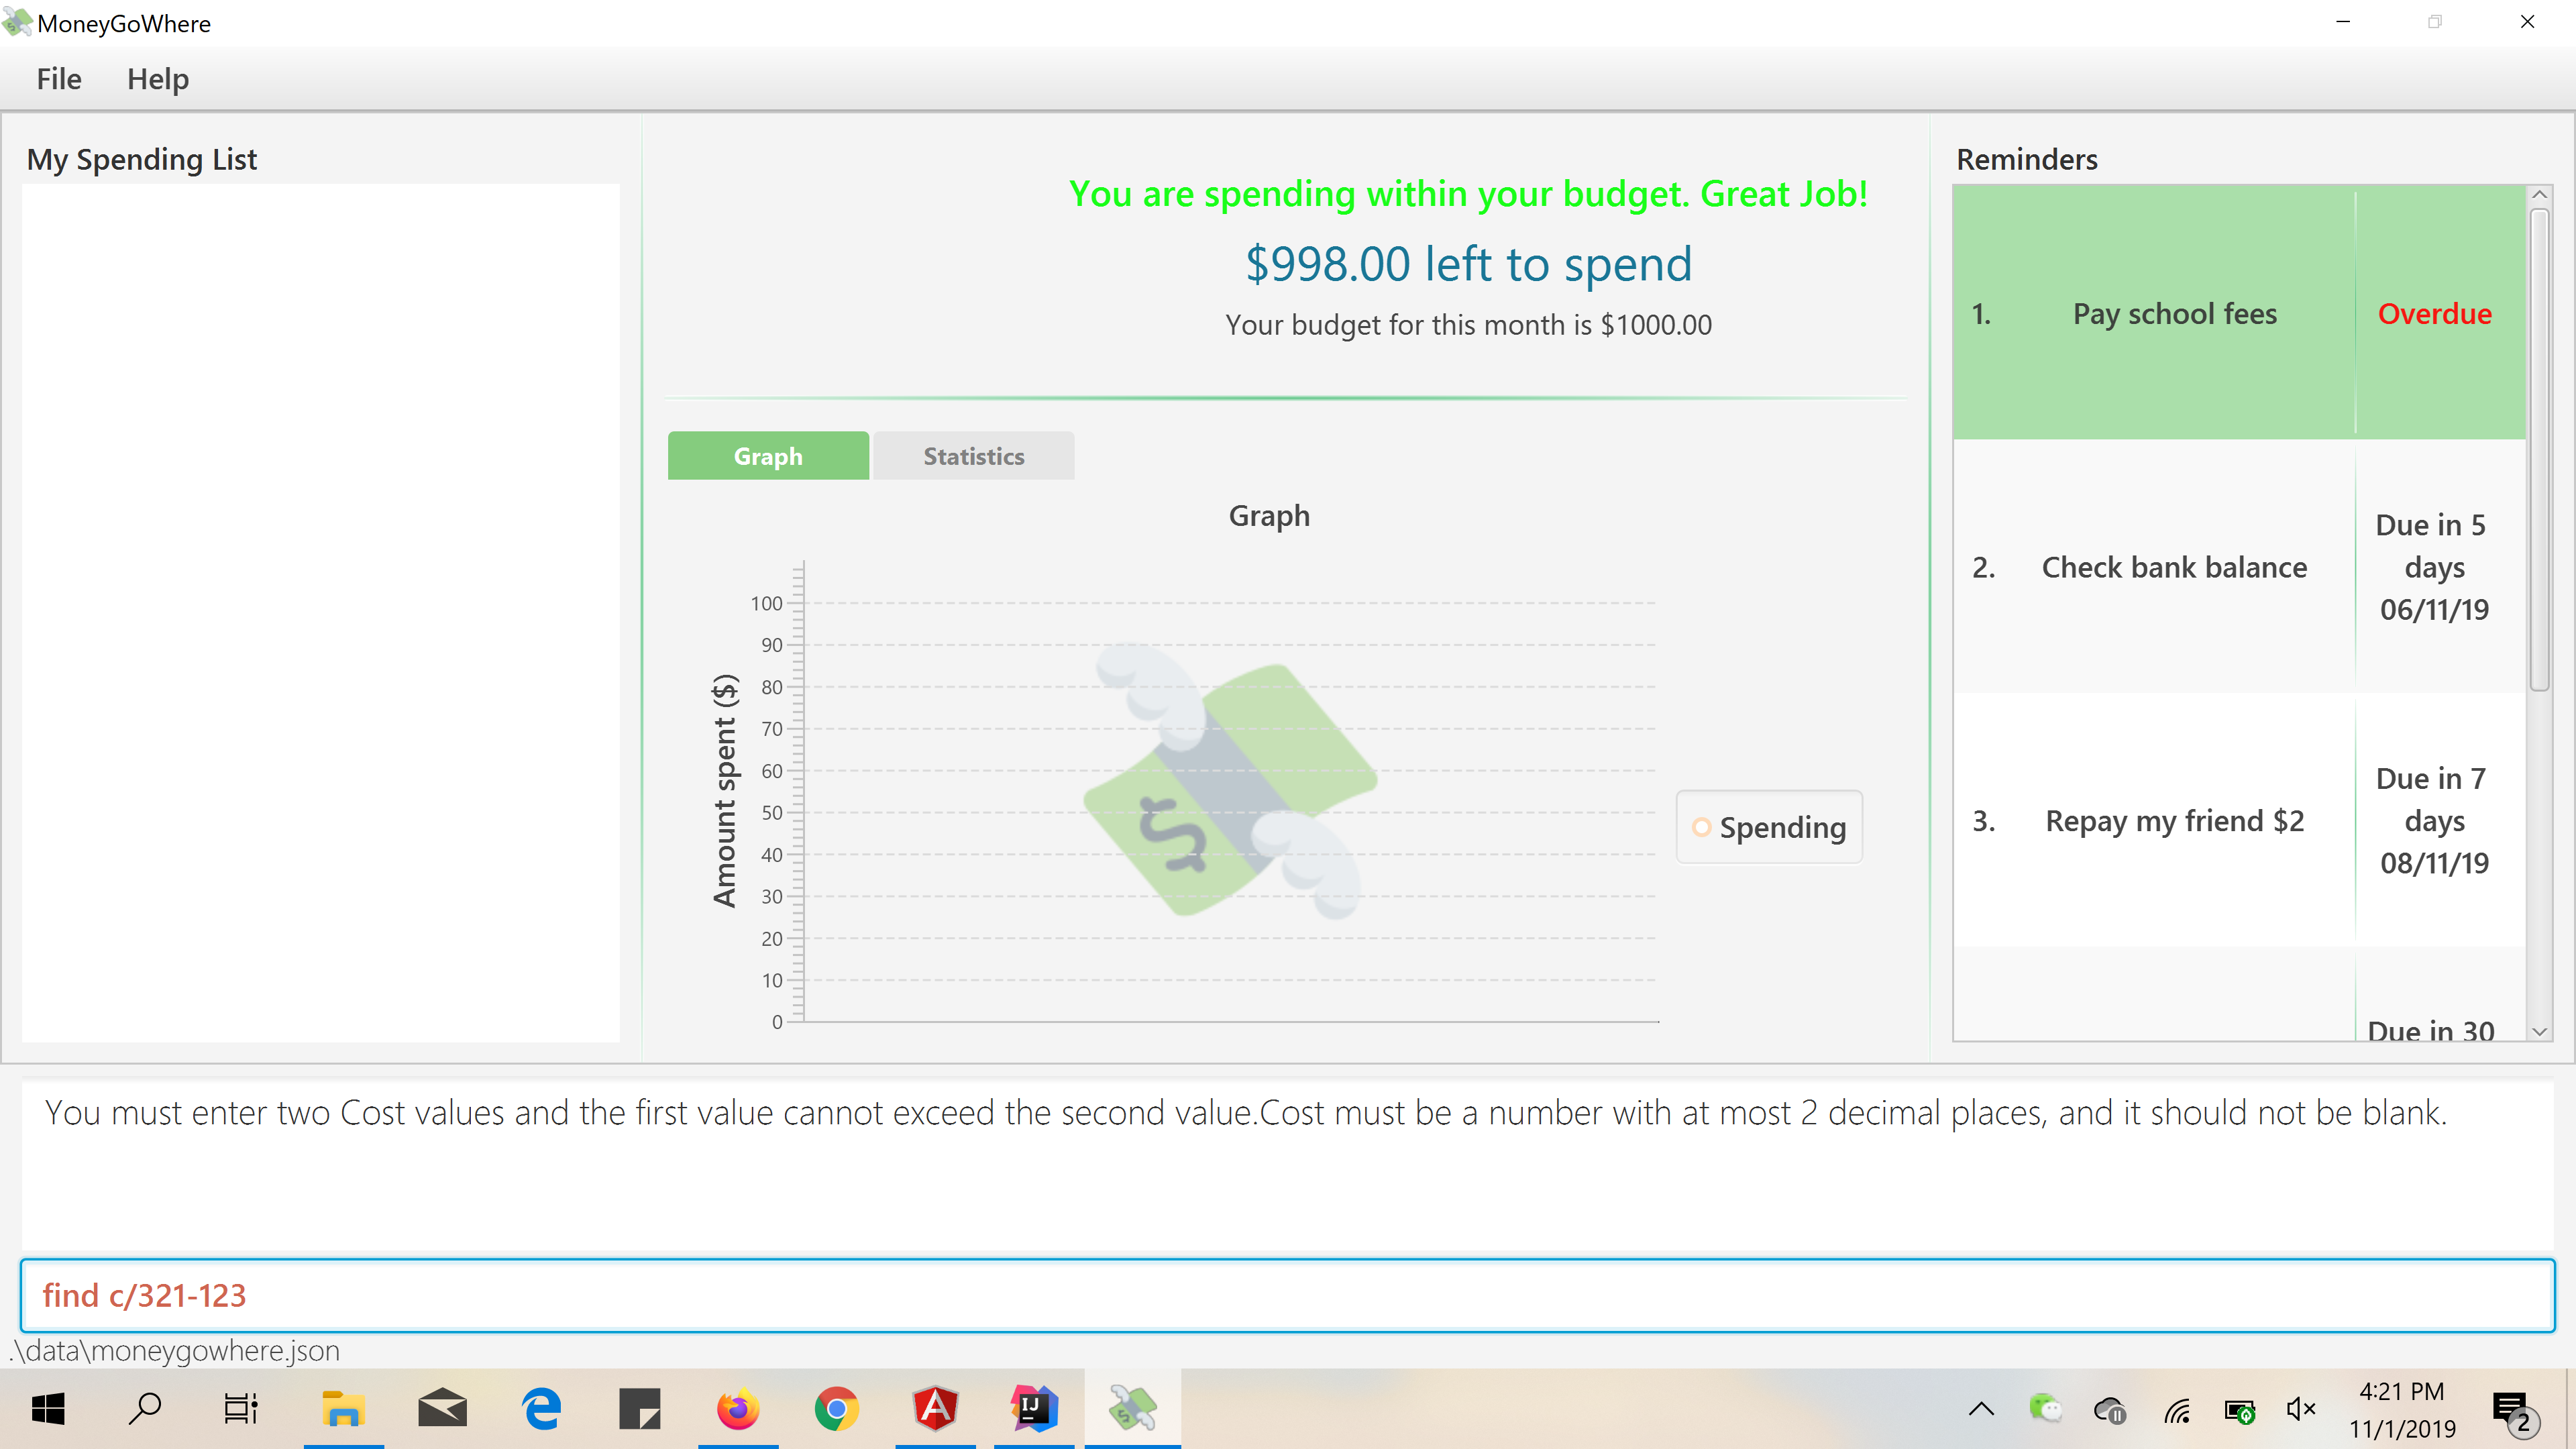 MoneyGoWhere
File Help
My Spending List
You are spending within your budget. Great Job!
$998.00 left to spend
Your budget for this month is $1000.00
Graph Statistics
Graph
Amount spent ($)
100
90
80
70
60
50
40
30
20
10
0
Spending
Reminders
1. Pay school fees Overdue
2. Check bank balance Due in 5
days
06/11/19
3. Repay my friend $2 Due in 7
days
08/11/19
Due in 30
You must enter two Cost values and the first value cannot exceed the second value.Cost must be a number with at most 2 decimal places, and it should not be blank.
find c/321-123
.\data\moneygowhere.json
4:21 PM
11/1/2019
2